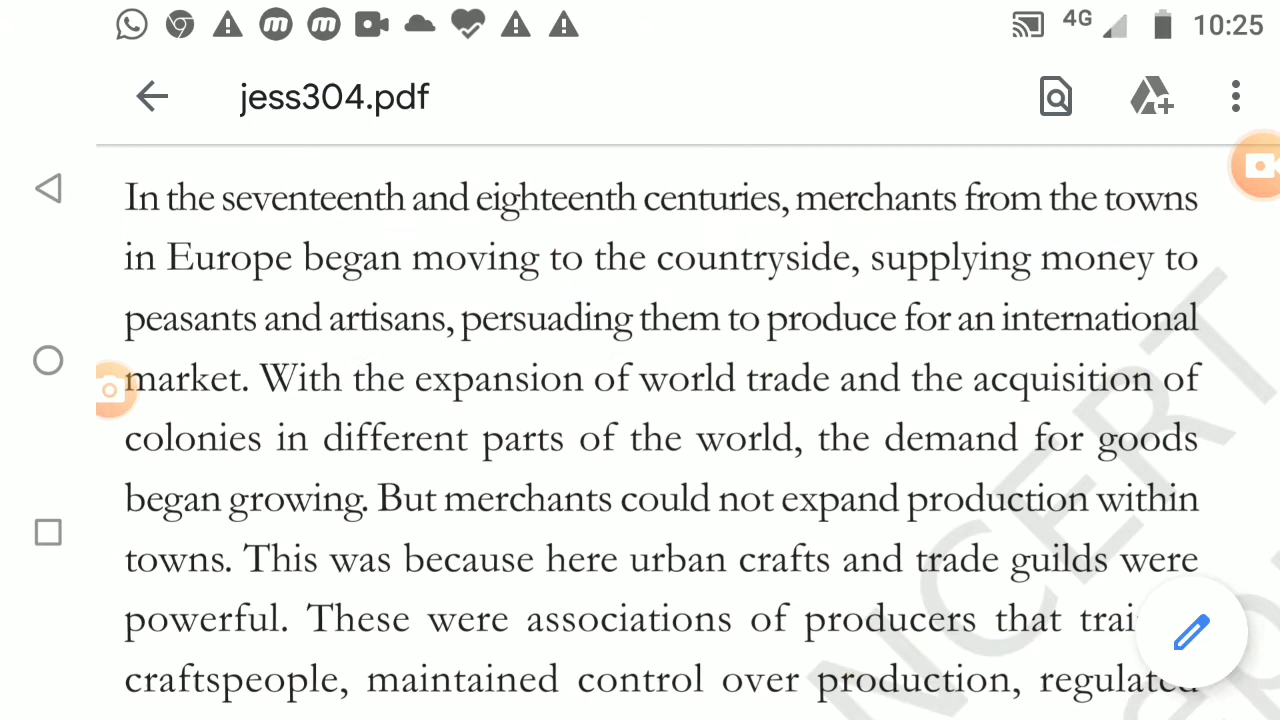 4G 10:25
jess304.pdf
In the seventeenth and eighteenth centuries, merchants from the towns
in Europe began moving to the countryside, supplying money to
peasants and artisans, persuading them to produce for an international
market. With the expansion of world trade and the acquisition of
colonies in different parts of the world, the demand for goods
began growing. But merchants could not expand production within
towns. This was because here urban crafts and trade guilds were
powerful. These were associations of producers that trai
craftspeople, maintained control over production, regulated
NCERT